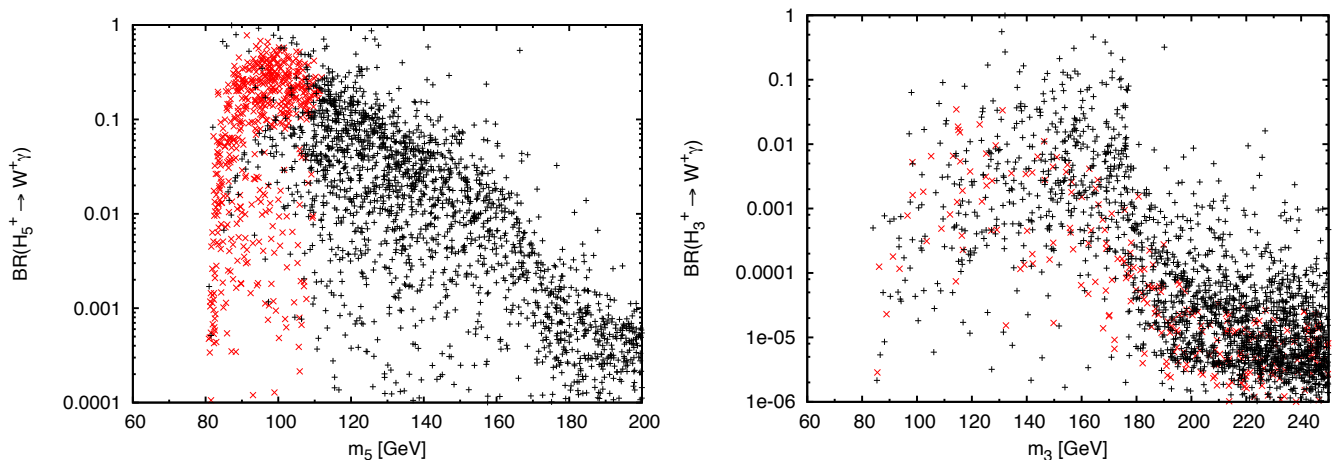 1
0.1
0.01
0.001
0.0001
BR(H₅⁺ → W⁺γ)
60 80 100 120 140 160 180 200
m₅ [GeV]
1
0.1
0.01
0.001
0.0001
1e-05
1e-06
BR(H₃⁺ → W⁺γ)
60 80 100 120 140 160 180 200 220 240
m₃ [GeV]